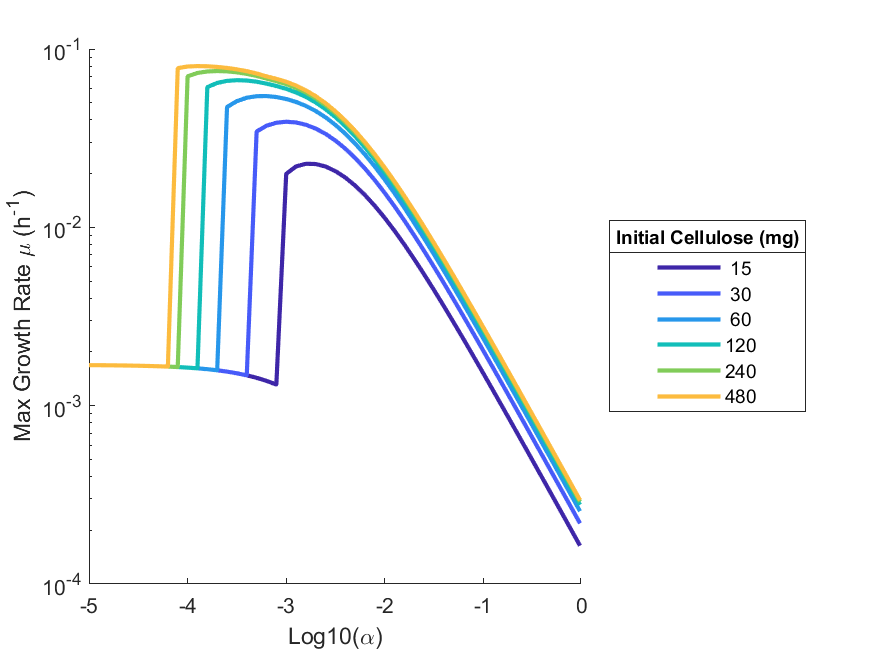 10^-1
10^-2
10^-3
10^-4
Max Growth Rate μ (h^-1)
-5 -4 -3 -2 -1 0
Log10(α)
Initial Cellulose (mg)
15
30
60
120
240
480